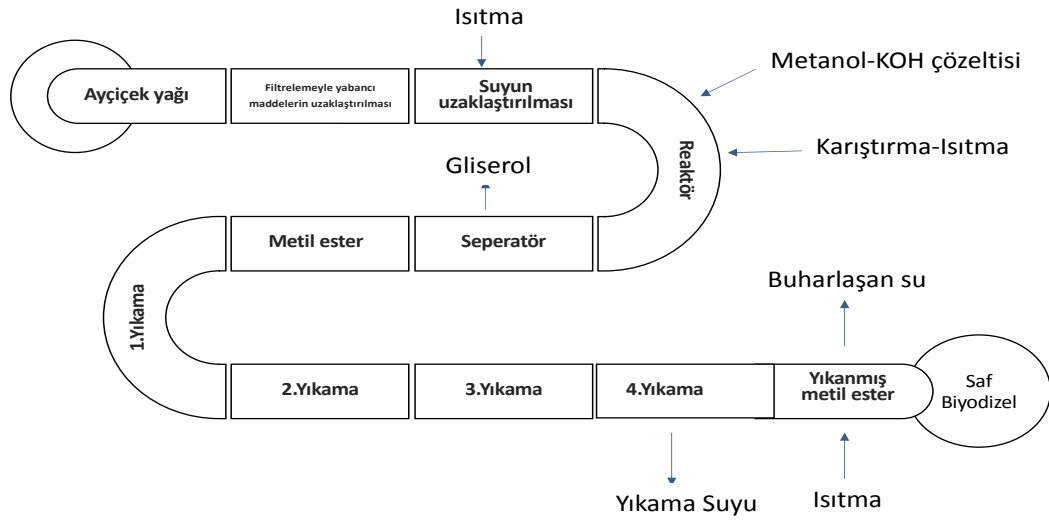 Isıtma
Ayçiçek yağı
Filtrelemeyle yabancı
maddelerin uzaklaştırılması
Suyun
uzaklaştırılması
Metanol-KOH çözeltisi
Karıştırma-Isıtma
Reaktör
Gliserol
Metil ester
Seperatör
1.Yıkama
Buharlaşan su
2.Yıkama
3.Yıkama
4.Yıkama
Yıkanmış
metil ester
Saf
Biyodizel
Yıkama Suyu
Isıtma